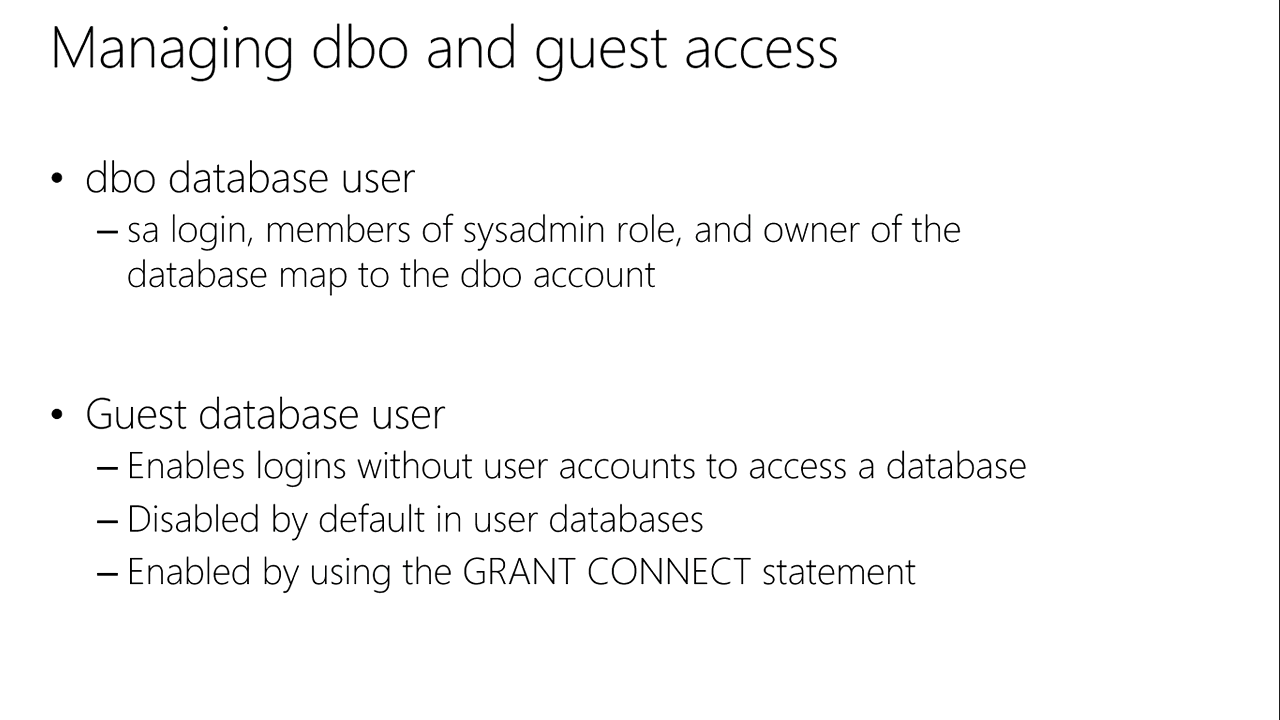 Managing dbo and guest access
• dbo database user
– sa login, members of sysadmin role, and owner of the
database map to the dbo account
• Guest database user
– Enables logins without user accounts to access a database
– Disabled by default in user databases
– Enabled by using the GRANT CONNECT statement